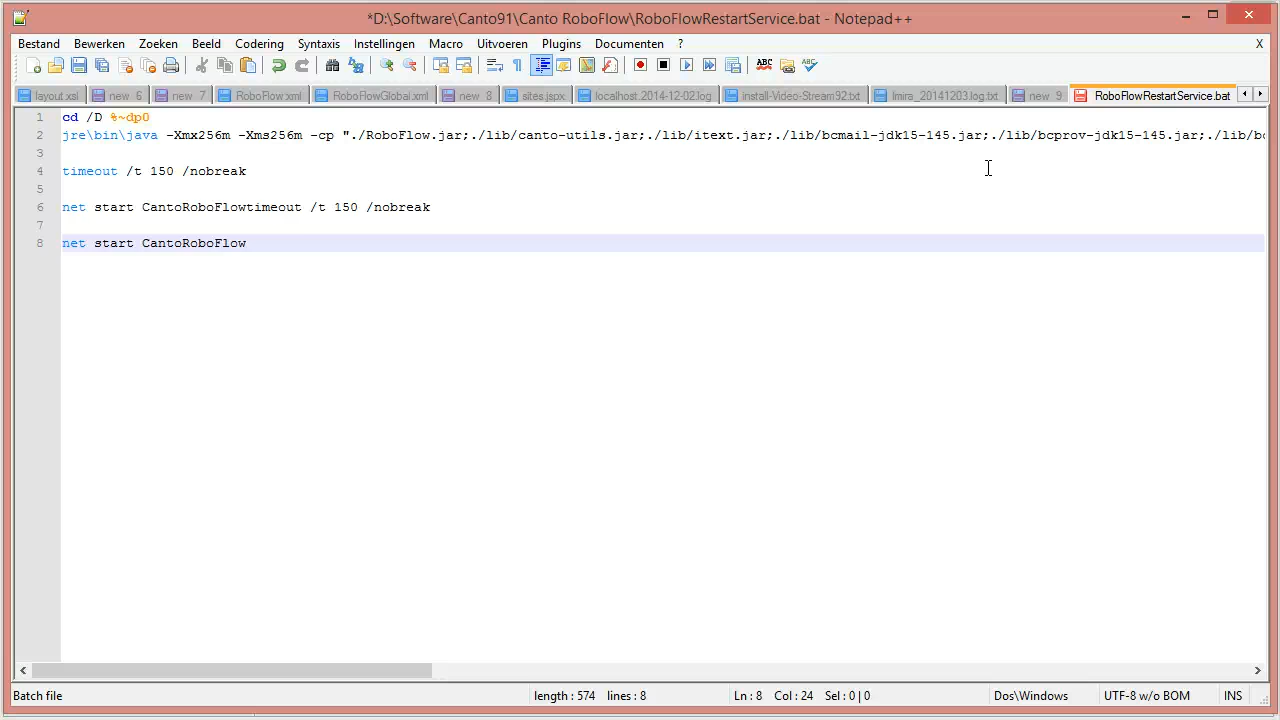 *D:\Software\Canto91\Canto RoboFlow\RoboFlowRestartService.bat - Notepad++
Bestand Bewerken Zoeken Beeld Codering Syntaxis Instellingen Macro Uitvoeren Plugins Documenten ? X
layout.xsl new 6 new 7 RoboFlow.xml RoboFlowGlobal.xml new 8 sites.jspx localhost.2014-12-02.log install-Video-Stream92.txt Imira_20141203.log.txt new 9 RoboFlowRestartService.bat
1 cd /D %~dp0
2 jre\bin\java -Xmx256m -Xms256m -cp "./RoboFlow.jar;./lib/canto-utils.jar;./lib/itext.jar;./lib/bcmail-jdk15-145.jar;./lib/bcprov-jdk15-145.jar;./lib/bc
3
4 timeout /t 150 /nobreak
5
6 net start CantoRoboFlowtimeout /t 150 /nobreak
7
8 net start CantoRoboFlow
Batch file length : 574 lines : 8 Ln : 8 Col : 24 Sel : 0 | 0 Dos\Windows UTF-8 w/o BOM INS